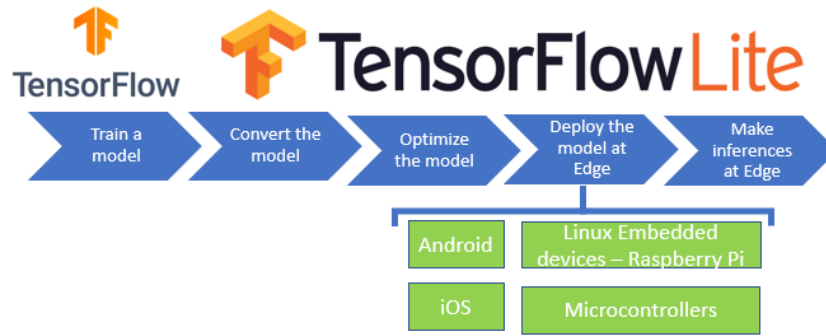 TensorFlow
TensorFlow Lite
Train a
model
Convert the
model
Optimize
the model
Deploy the
model at
Edge
Make
inferences
at Edge
Android
Linux Embedded
devices – Raspberry Pi
iOS
Microcontrollers